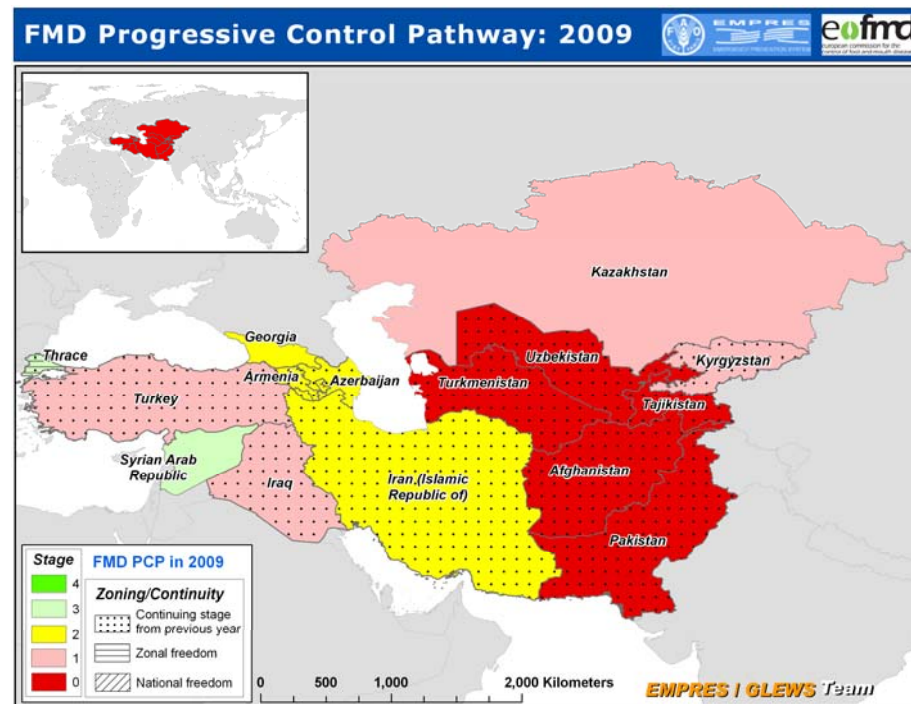 FMD Progressive Control Pathway: 2009
FAO
EMPRES
EMERGENCY PREVENTION SYSTEM
eofmd
european commission for the
control of foot-and-mouth disease
Kazakhstan
Georgia
Thrace
Uzbekistan
Kyrgyzstan
Armenia
Azerbaijan
Turkmenistan
Turkey
Tajikistan
Syrian Arab
Republic
Iraq
Iran,(Islamic
Republic of)
Afghanistan
Pakistan
Stage
4
3
2
1
0
FMD PCP in 2009
Zoning/Continuity
Continuing stage
from previous year
Zonal freedom
National freedom
0 500 1,000 2,000 Kilometers
EMPRES / GLEWS Team